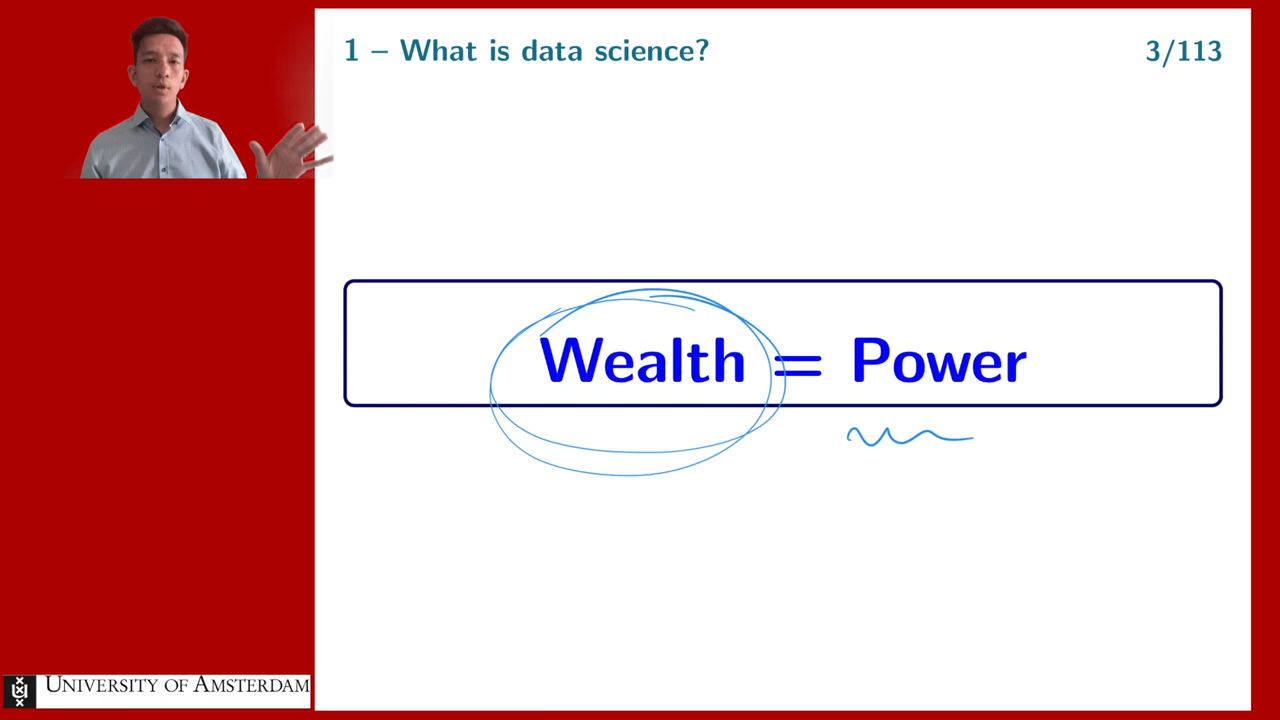 1 – What is data science?
3/113
Wealth = Power
UNIVERSITY OF AMSTERDAM